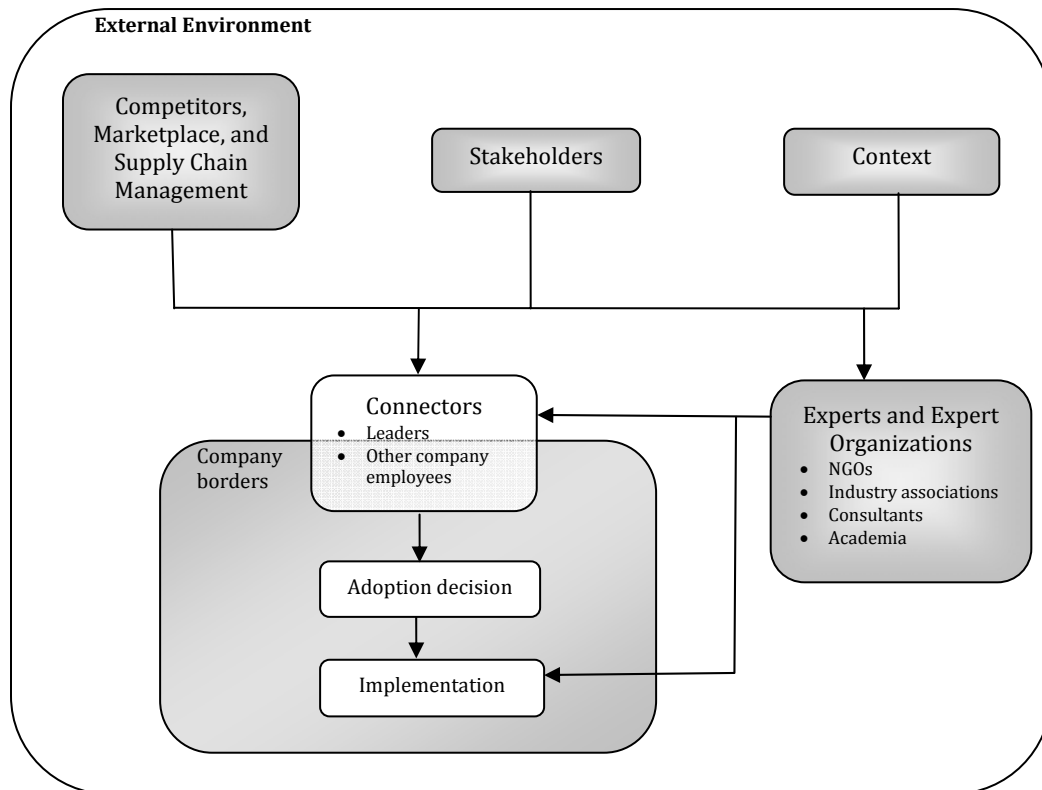 External Environment
Competitors,
Marketplace, and
Supply Chain
Management
Stakeholders
Context
Connectors
• Leaders
• Other company
employees
Company
borders
Experts and Expert
Organizations
• NGOs
• Industry associations
• Consultants
• Academia
Adoption decision
Implementation